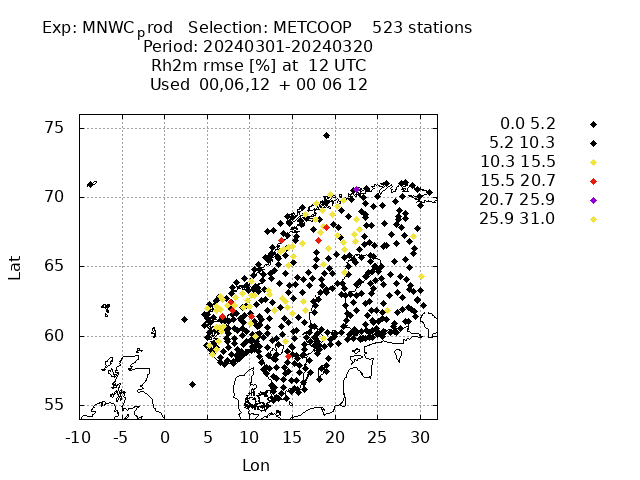 Exp: MNWC_prod   Selection: METCOOP    523 stations
Period: 20240301-20240320
Rh2m rmse [%] at  12 UTC
Used  00,06,12  + 00 06 12
0.0 5.2
5.2 10.3
10.3 15.5
15.5 20.7
20.7 25.9
25.9 31.0
75
70
65
60
55
Lat
-10 -5 0 5 10 15 20 25 30
Lon